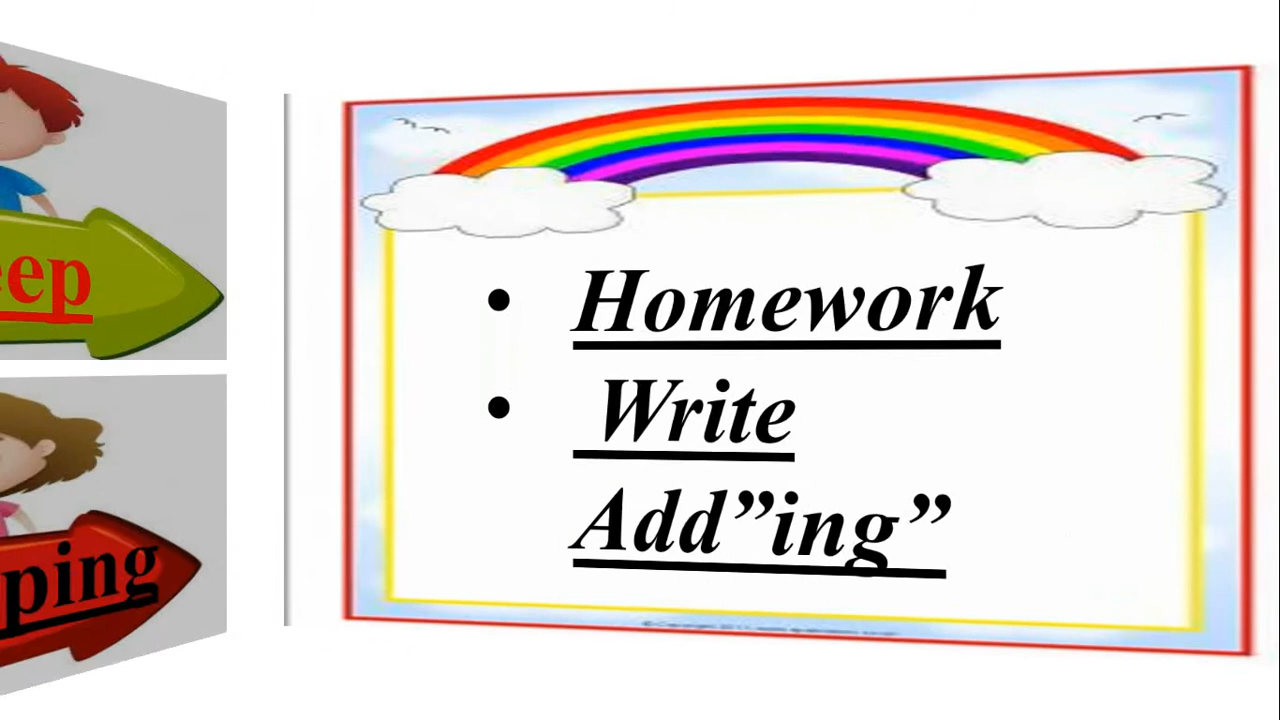 eep
ping
Homework
Write
Add”ing”